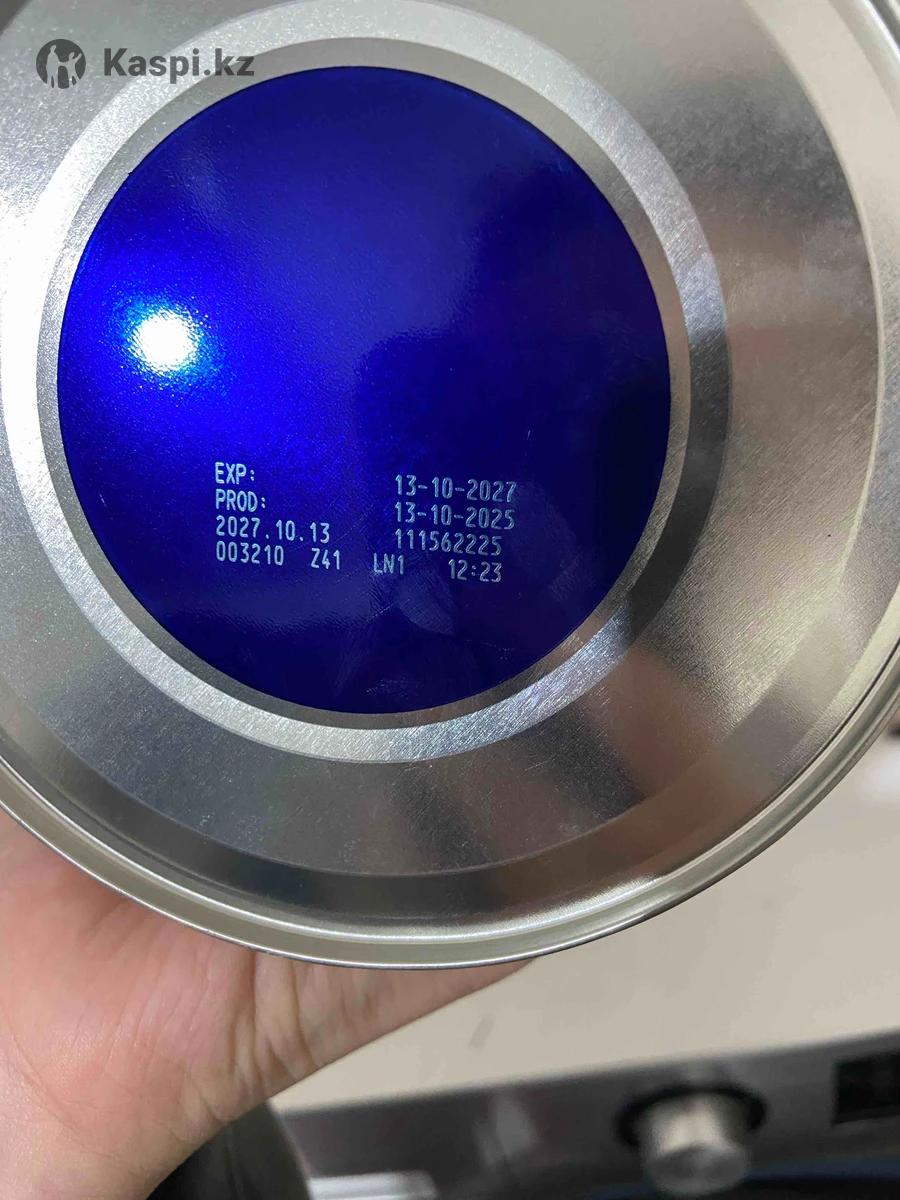 Kaspi.kz
EXP: 13-10-2027
PROD: 13-10-2025
2027.10.13 111562225
003210 Z41 LN1 12:23